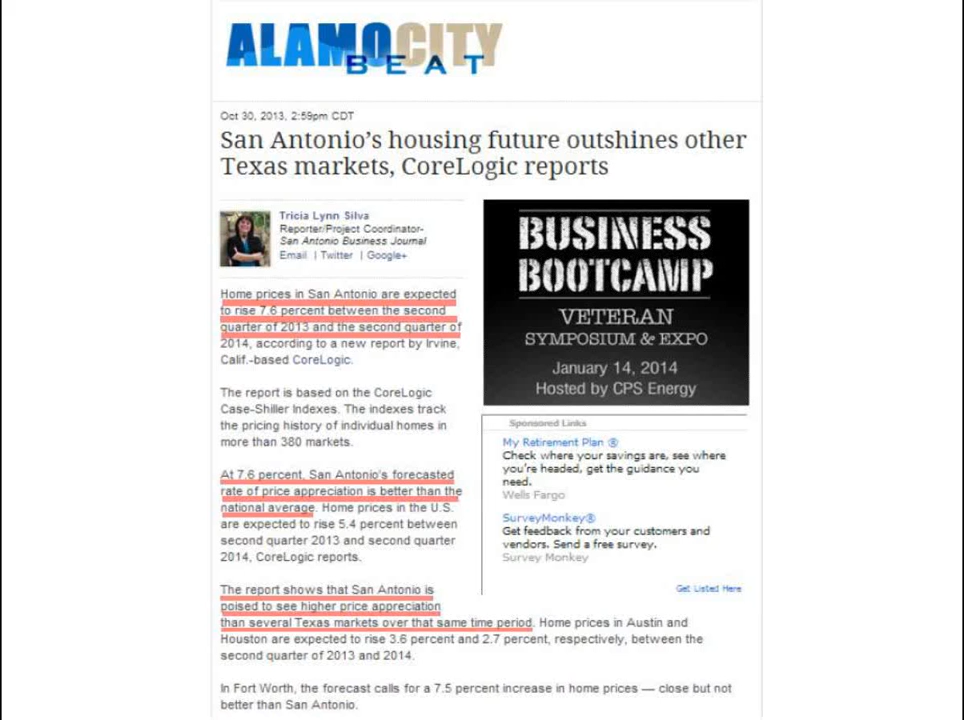 ALAMOCITY
BEAT
Oct 30, 2013, 2:59pm CDT
San Antonio's housing future outshines other
Texas markets, CoreLogic reports
Tricia Lynn Silva
Reporter/Project Coordinator-
San Antonio Business Journal
Email | Twitter | Google+
Home prices in San Antonio are expected
to rise 7.6 percent between the second
quarter of 2013 and the second quarter of
2014, according to a new report by Irvine,
Calif.-based CoreLogic.
The report is based on the CoreLogic
Case-Shiller Indexes. The indexes track
the pricing history of individual homes in
more than 380 markets.
At 7.6 percent, San Antonio's forecasted
rate of price appreciation is better than the
national average. Home prices in the U.S.
are expected to rise 5.4 percent between
second quarter 2013 and second quarter
2014, CoreLogic reports.
The report shows that San Antonio is
poised to see higher price appreciation
than several Texas markets over that same time period. Home prices in Austin and
Houston are expected to rise 3.6 percent and 2.7 percent, respectively, between the
second quarter of 2013 and 2014.
In Fort Worth, the forecast calls for a 7.5 percent increase in home prices — close but not
better than San Antonio.
BUSINESS
BOOTCAMP
VETERAN
SYMPOSIUM & EXPO
January 14, 2014
Hosted by CPS Energy
Sponsored Links
My Retirement Plan ®
Check where your savings are, see where
you're headed, get the guidance you
need.
Wells Fargo
SurveyMonkey®
Get feedback from your customers and
vendors. Send a free survey.
Survey Monkey
Get Listed Here